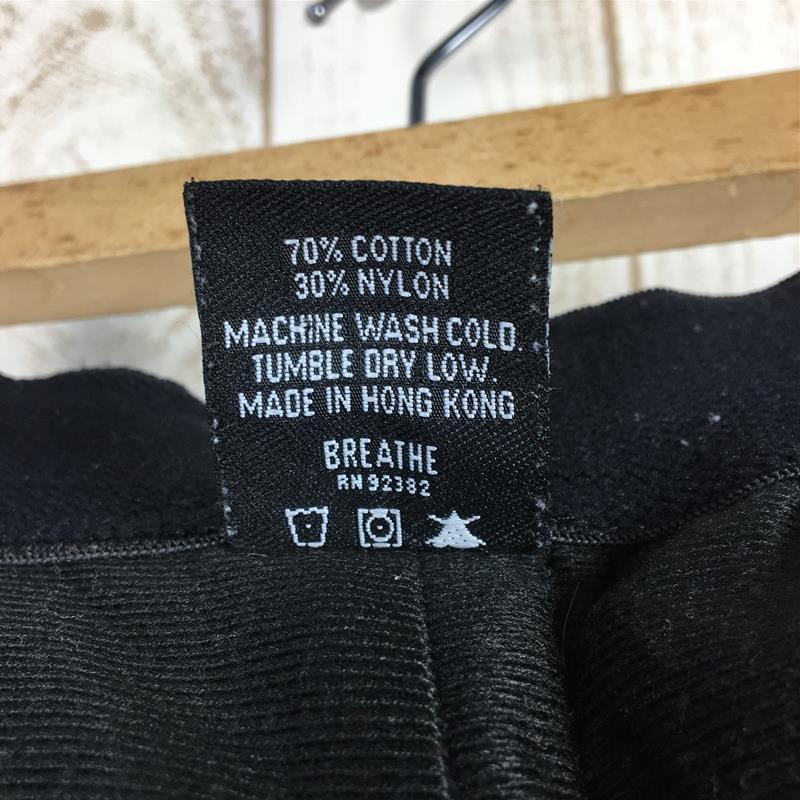 70% COTTON
30% NYLON
MACHINE WASH COLD.
TUMBLE DRY LOW.
MADE IN HONG KONG
BREATHE
RN 92382